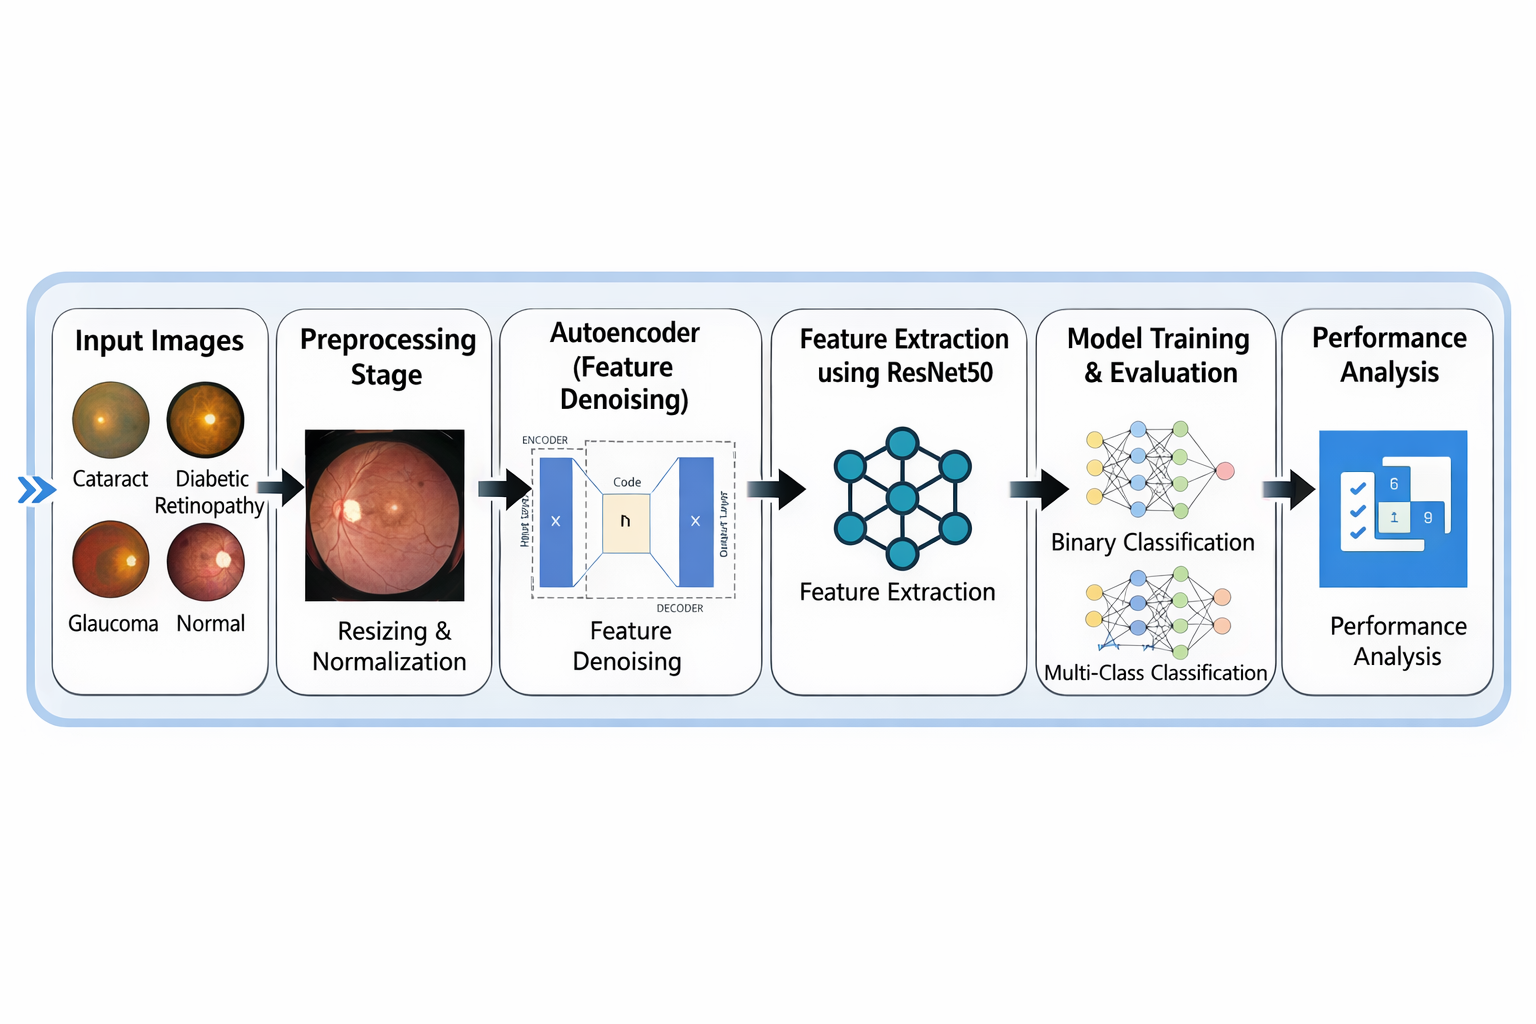 Input Images
Cataract
Diabetic
Retinopathy
Glaucoma
Normal
Preprocessing
Stage
Resizing &
Normalization
Autoencoder
(Feature
Denoising)
ENCODER
Code
x
x
DECODER
Feature
Denoising
Feature Extraction
using ResNet50
Feature Extraction
Model Training
& Evaluation
Binary Classification
Multi-Class Classification
Performance
Analysis
6
1
9
Performance
Analysis